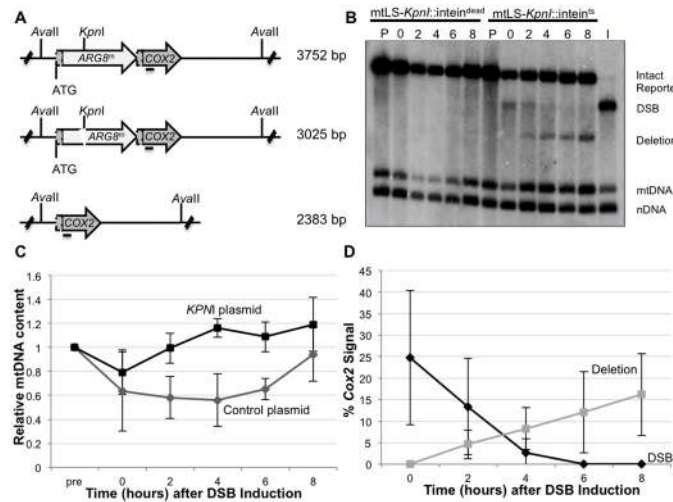 A
AvaII KpnI AvaII
ARG8ᵐ COX2 3752 bp
ATG
AvaII KpnI AvaII
ARG8ᵐ COX2 3025 bp
ATG
AvaII AvaII
COX2 2383 bp
B
mtLS-KpnI::intein^dead mtLS-KpnI::intein^ts
P 0 2 4 6 8 P 0 2 4 6 8 I
Intact
Reporter
DSB
Deletion
mtDNA
nDNA
C
Relative mtDNA content
1.6
1.4
1.2
1
0.8
0.6
0.4
0.2
0
KPNI plasmid
Control plasmid
pre 0 2 4 6 8
Time (hours) after DSB Induction
D
% Cox2 Signal
45
40
35
30
25
20
15
10
5
0
Deletion
DSB
0 2 4 6 8
Time (hours) after DSB Induction